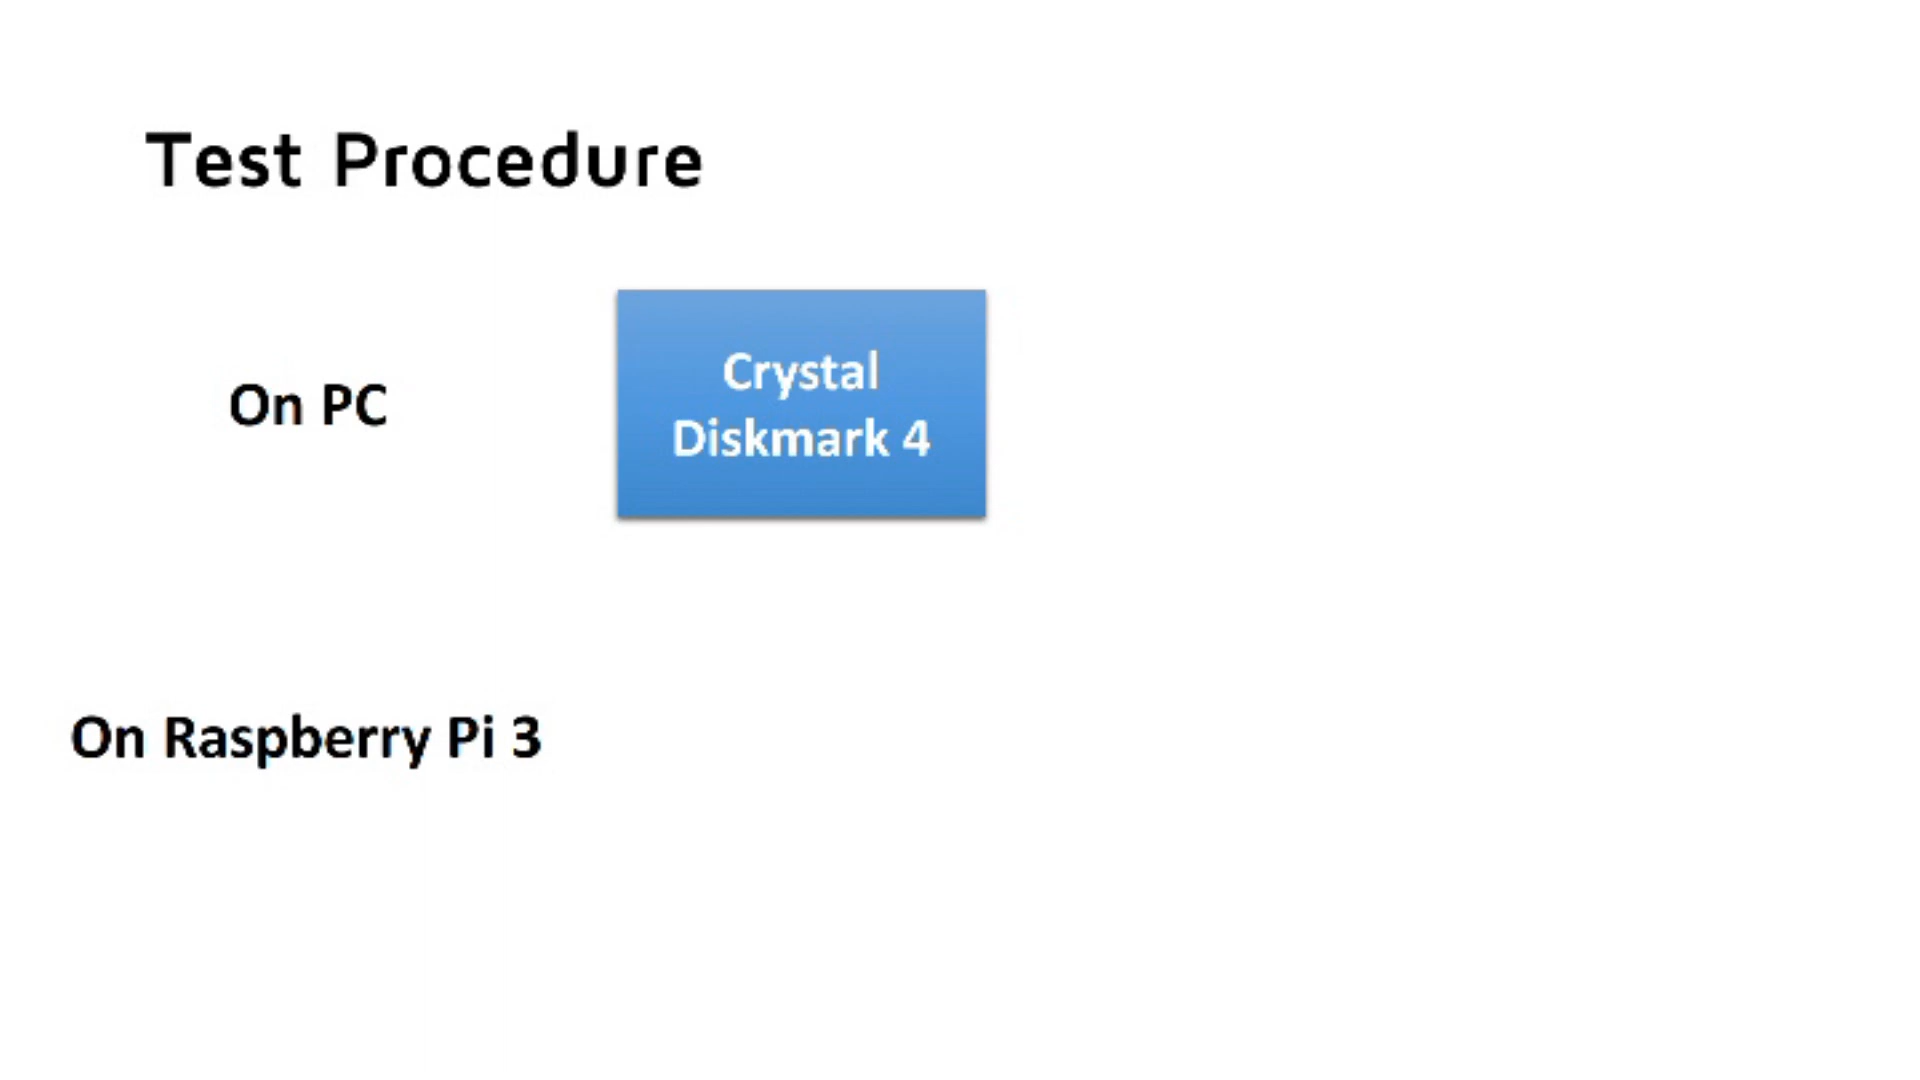 Test Procedure
On PC
Crystal
Diskmark 4
On Raspberry Pi 3